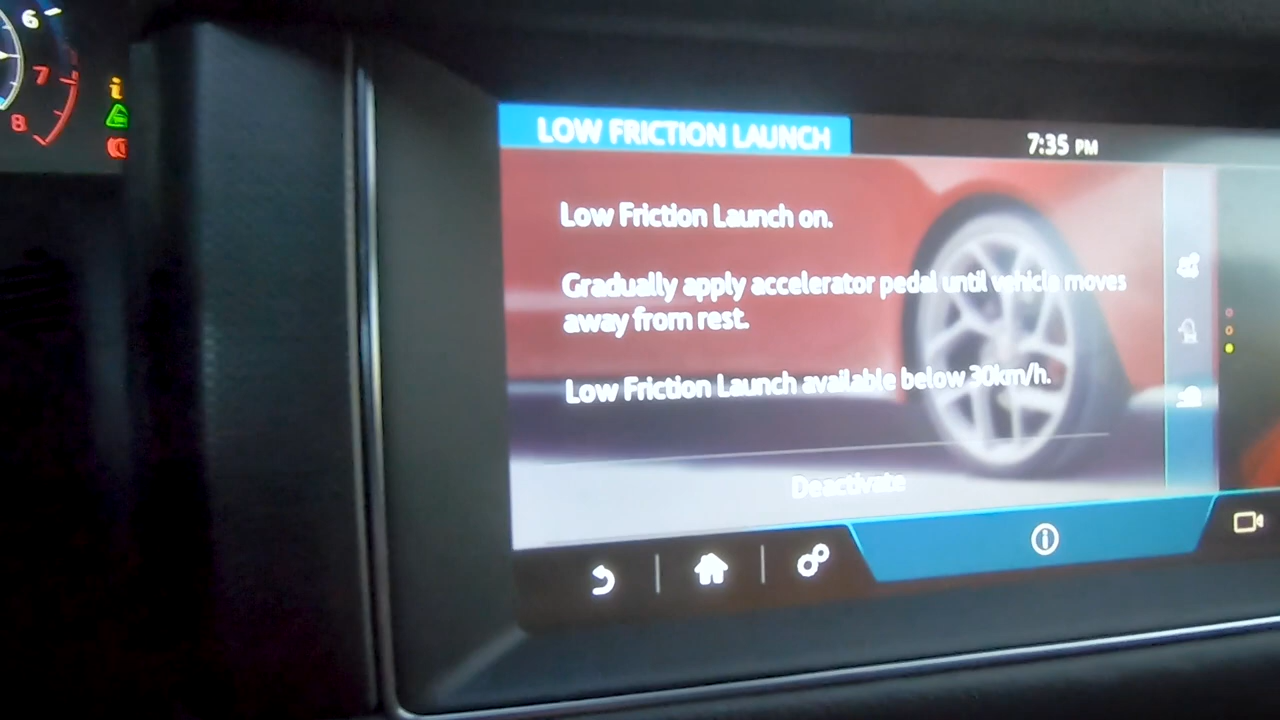 6
7
8
LOW FRICTION LAUNCH
7:35 PM
Low Friction Launch on.
Gradually apply accelerator pedal until vehicle moves
away from rest.
Low Friction Launch available below 30km/h.
Deactivate